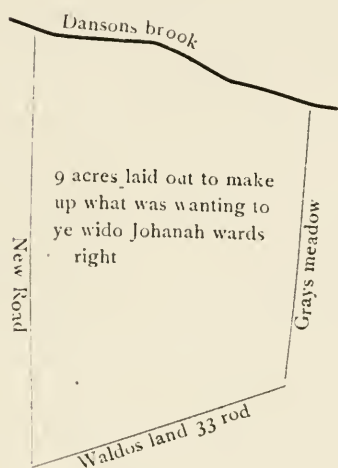 Dansons brook
9 acres laid out to make
up what was wanting to
ye wido Johanah wards
right
New Road
Grays meadow
Waldos land 33 rod